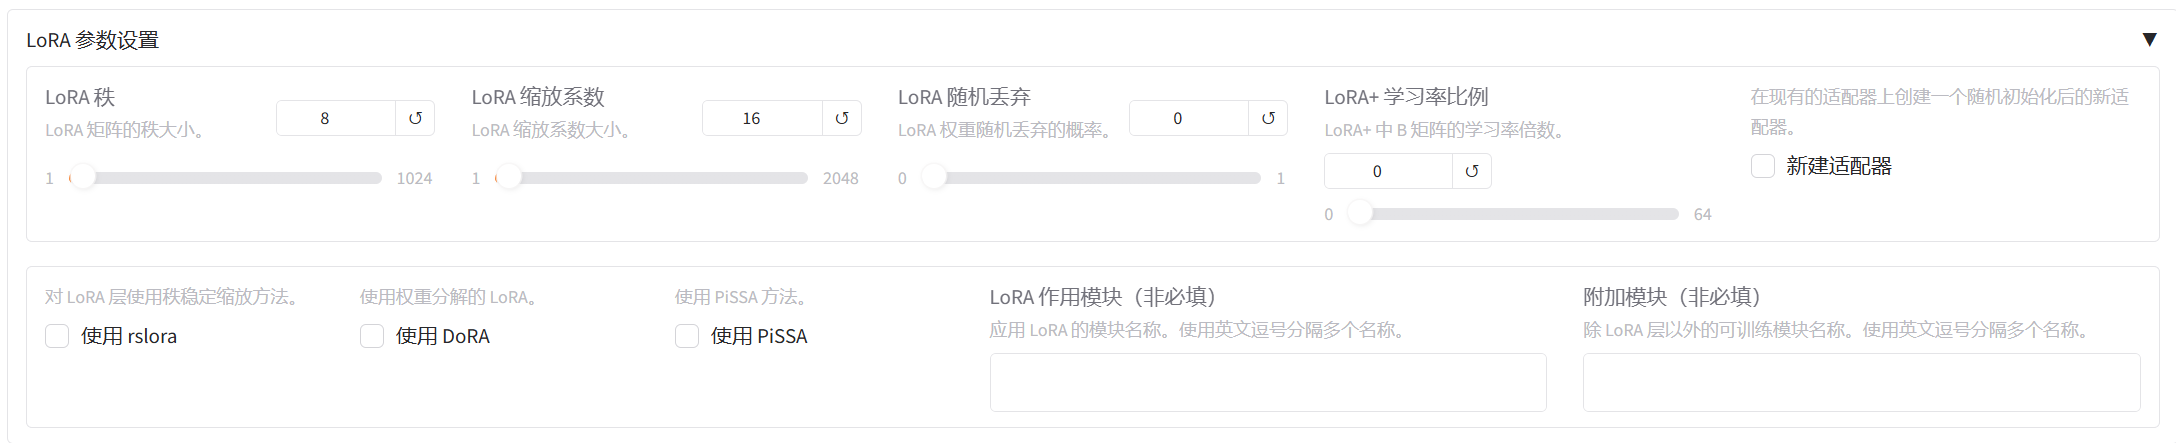 LoRA 参数设置 ▼
LoRA 秩
LoRA 矩阵的秩大小。
8 ↺
1 1024
LoRA 缩放系数
LoRA 缩放系数大小。
16 ↺
1 2048
LoRA 随机丢弃
LoRA 权重随机丢弃的概率。
0 ↺
0 1
LoRA+ 学习率比例
LoRA+ 中 B 矩阵的学习率倍数。
0 ↺
0 64
在现有的适配器上创建一个随机初始化后的新适
配器。
新建适配器
对 LoRA 层使用秩稳定缩放方法。
使用 rslora
使用权重分解的 LoRA。
使用 DoRA
使用 PiSSA 方法。
使用 PiSSA
LoRA 作用模块（非必填）
应用 LoRA 的模块名称。使用英文逗号分隔多个名称。
附加模块（非必填）
除 LoRA 层以外的可训练模块名称。使用英文逗号分隔多个名称。